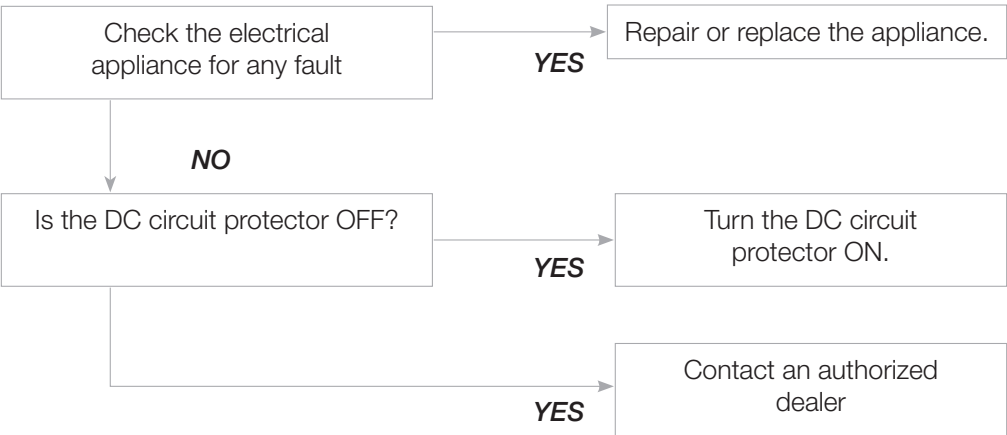 Check the electrical
appliance for any fault
YES
Repair or replace the appliance.
NO
Is the DC circuit protector OFF?
YES
Turn the DC circuit
protector ON.
YES
Contact an authorized
dealer